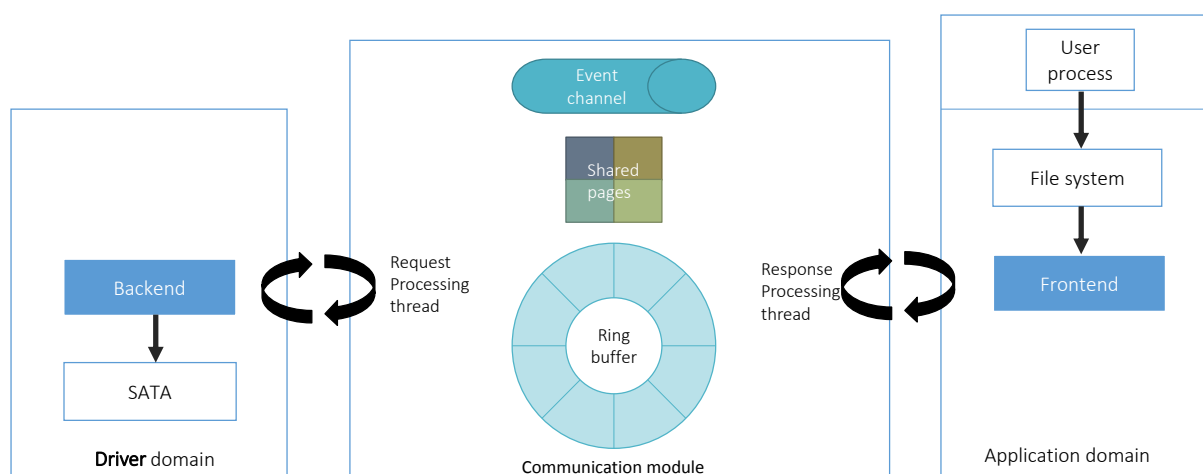 Event
channel
Shared
pages
Ring
buffer
Communication module
Backend
SATA
Driver domain
Request
Processing
thread
Response
Processing
thread
User
process
File system
Frontend
Application domain